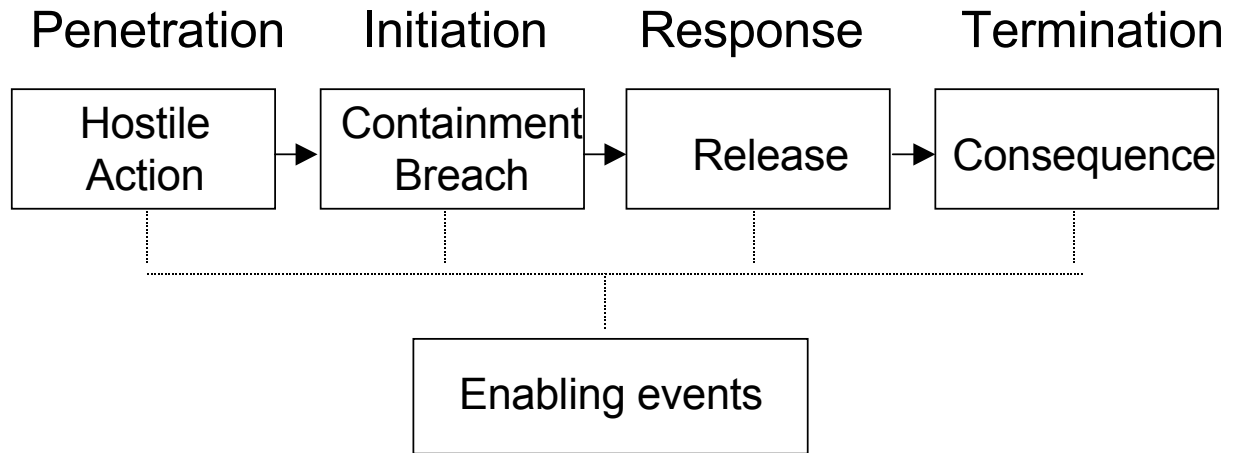 Penetration Initiation Response Termination
Hostile
Action
Containment
Breach
Release
Consequence
Enabling events